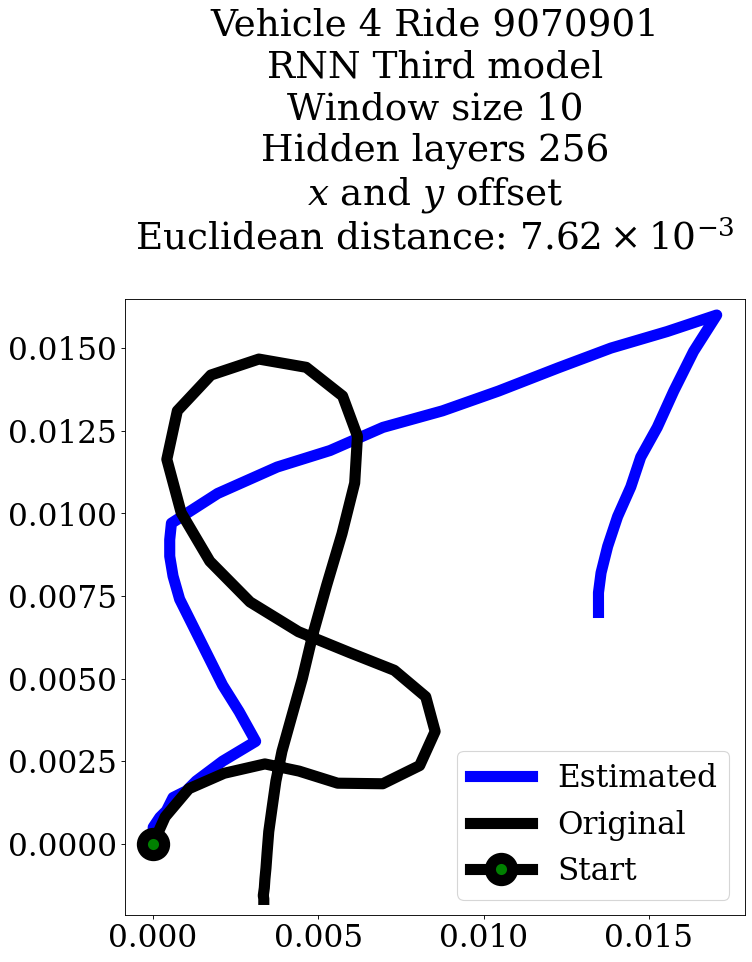 Vehicle 4 Ride 9070901
RNN Third model
Window size 10
Hidden layers 256
x and y offset
Euclidean distance: 7.62 × 10⁻³
0.0150
0.0125
0.0100
0.0075
0.0050
0.0025
0.0000
Estimated
Original
Start
0.000 0.005 0.010 0.015